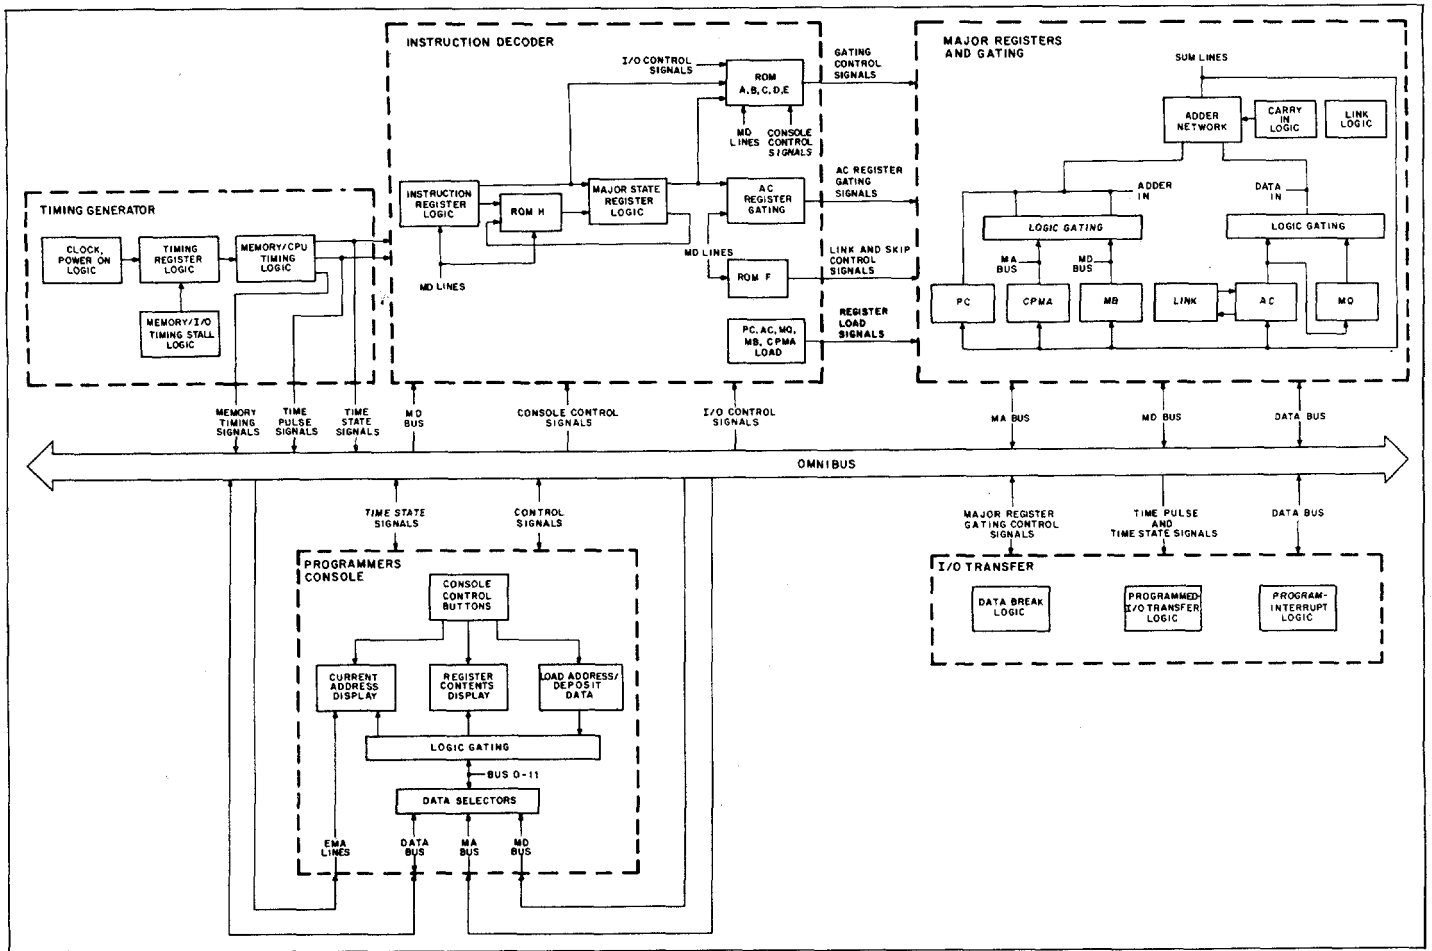 INSTRUCTION DECODER
I/O CONTROL
SIGNALS
ROM
A,B,C,D,E
MD
LINES
CONSOLE
CONTROL
SIGNALS
INSTRUCTION
REGISTER
LOGIC
ROM H
MAJOR STATE
REGISTER
LOGIC
AC
REGISTER
GATING
MD LINES
MD LINES
ROM F
PC, AC, MQ,
MB, CPMA
LOAD
GATING
CONTROL
SIGNALS
AC REGISTER
GATING SIGNALS
LINK AND SKIP
CONTROL
SIGNALS
REGISTER
LOAD
SIGNALS
MAJOR REGISTERS
AND GATING
SUM LINES
ADDER
NETWORK
CARRY
IN
LOGIC
LINK
LOGIC
ADDER
IN
DATA
IN
LOGIC GATING
LOGIC GATING
MA
BUS
MD
BUS
PC
CPMA
MB
LINK
AC
MQ
TIMING GENERATOR
CLOCK,
POWER ON
LOGIC
TIMING
REGISTER
LOGIC
MEMORY/CPU
TIMING
LOGIC
MEMORY/I/O
TIMING STALL
LOGIC
MEMORY
TIMING
SIGNALS
TIME
PULSE
SIGNALS
TIME
STATE
SIGNALS
MD
BUS
CONSOLE CONTROL
SIGNALS
I/O CONTROL
SIGNALS
MA BUS
MD BUS
DATA BUS
OMNIBUS
TIME STATE
SIGNALS
CONTROL
SIGNALS
MAJOR REGISTER
GATING CONTROL
SIGNALS
TIME PULSE
AND
TIME STATE SIGNALS
DATA BUS
PROGRAMMERS
CONSOLE
CONSOLE
CONTROL
BUTTONS
CURRENT
ADDRESS
DISPLAY
REGISTER
CONTENTS
DISPLAY
LOAD ADDRESS/
DEPOSIT
DATA
LOGIC GATING
BUS 0-11
DATA SELECTORS
EMA
LINES
DATA
BUS
MA
BUS
MD
BUS
I/O TRANSFER
DATA BREAK
LOGIC
PROGRAMMED
I/O TRANSFER
LOGIC
PROGRAM-
INTERRUPT
LOGIC